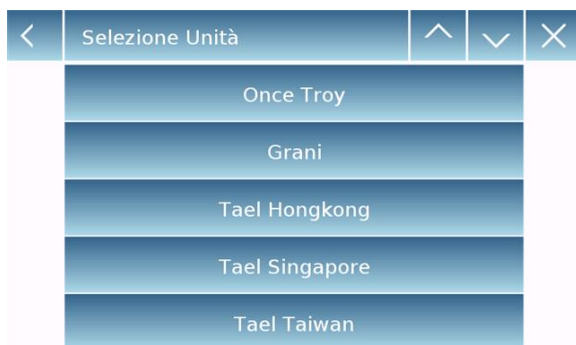 Selezione Unità
Once Troy
Grani
Tael Hongkong
Tael Singapore
Tael Taiwan